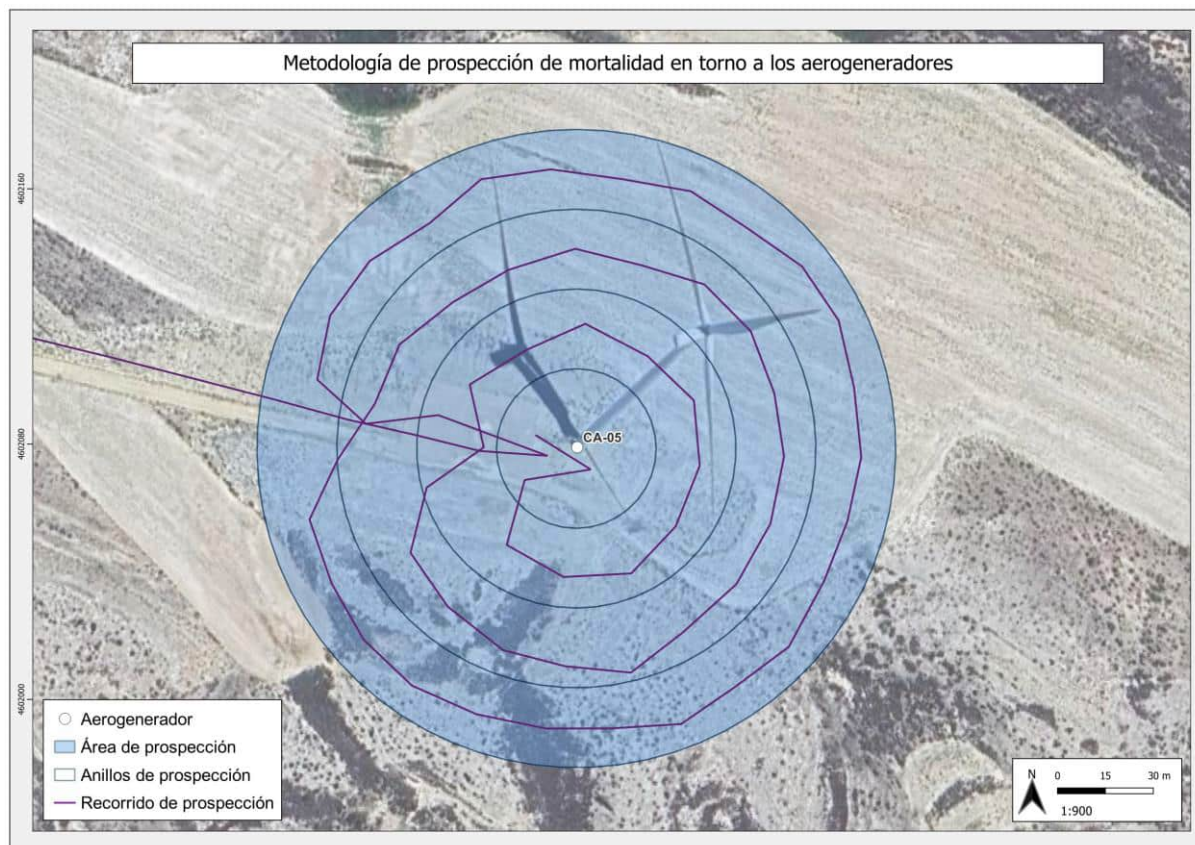 Metodología de prospección de mortalidad en torno a los aerogeneradores
4602160
4602080
4602000
CA-05
Aerogenerador
Área de prospección
Anillos de prospección
Recorrido de prospección
N
0 15 30 m
1:900